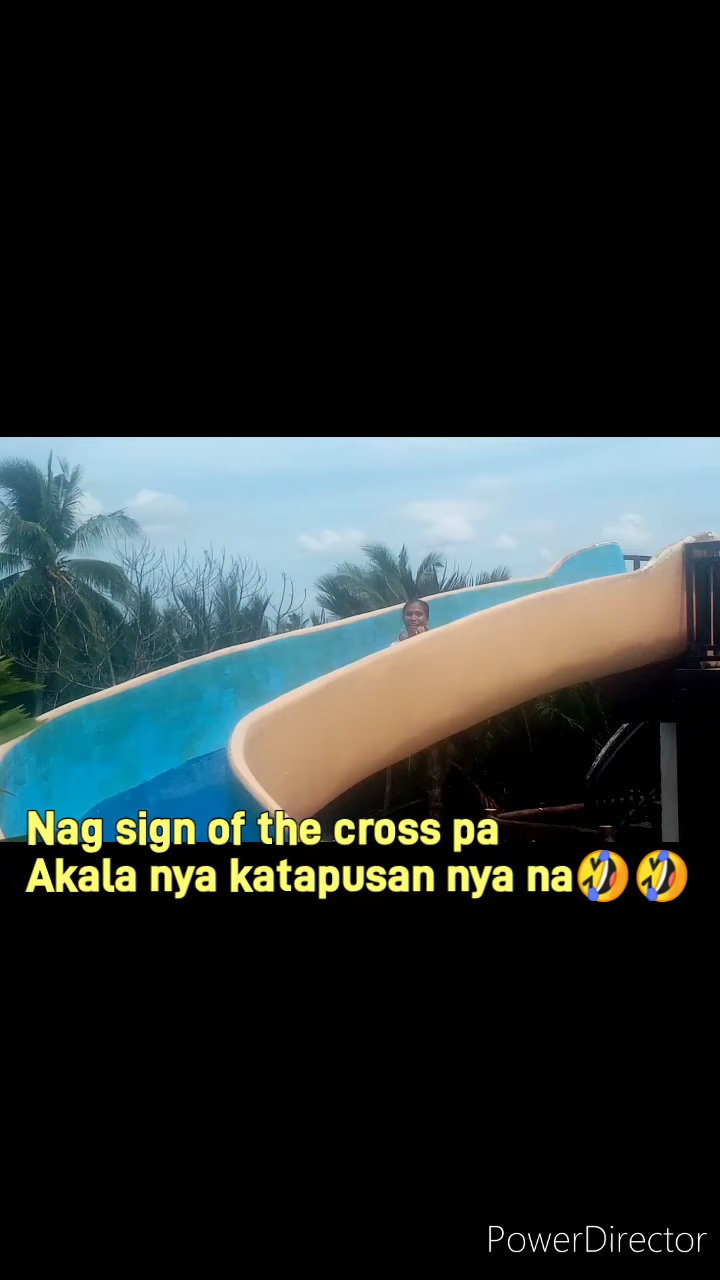 Nag sign of the cross pa
Akala nya katapusan nya na🤣🤣
PowerDirector